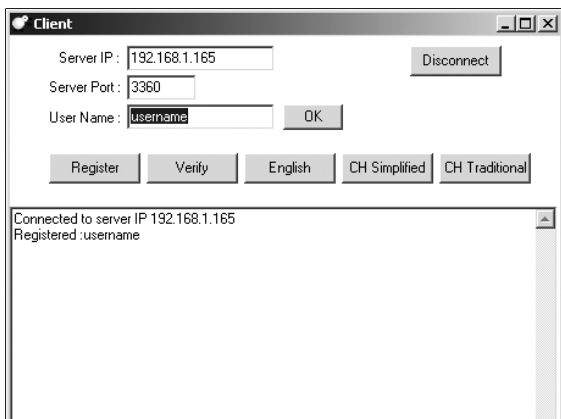 Client
Server IP : 192.168.1.165
Disconnect
Server Port : 3360
User Name : username OK
Register Verify English CH Simplified CH Traditional
Connected to server IP 192.168.1.165
Registered :username